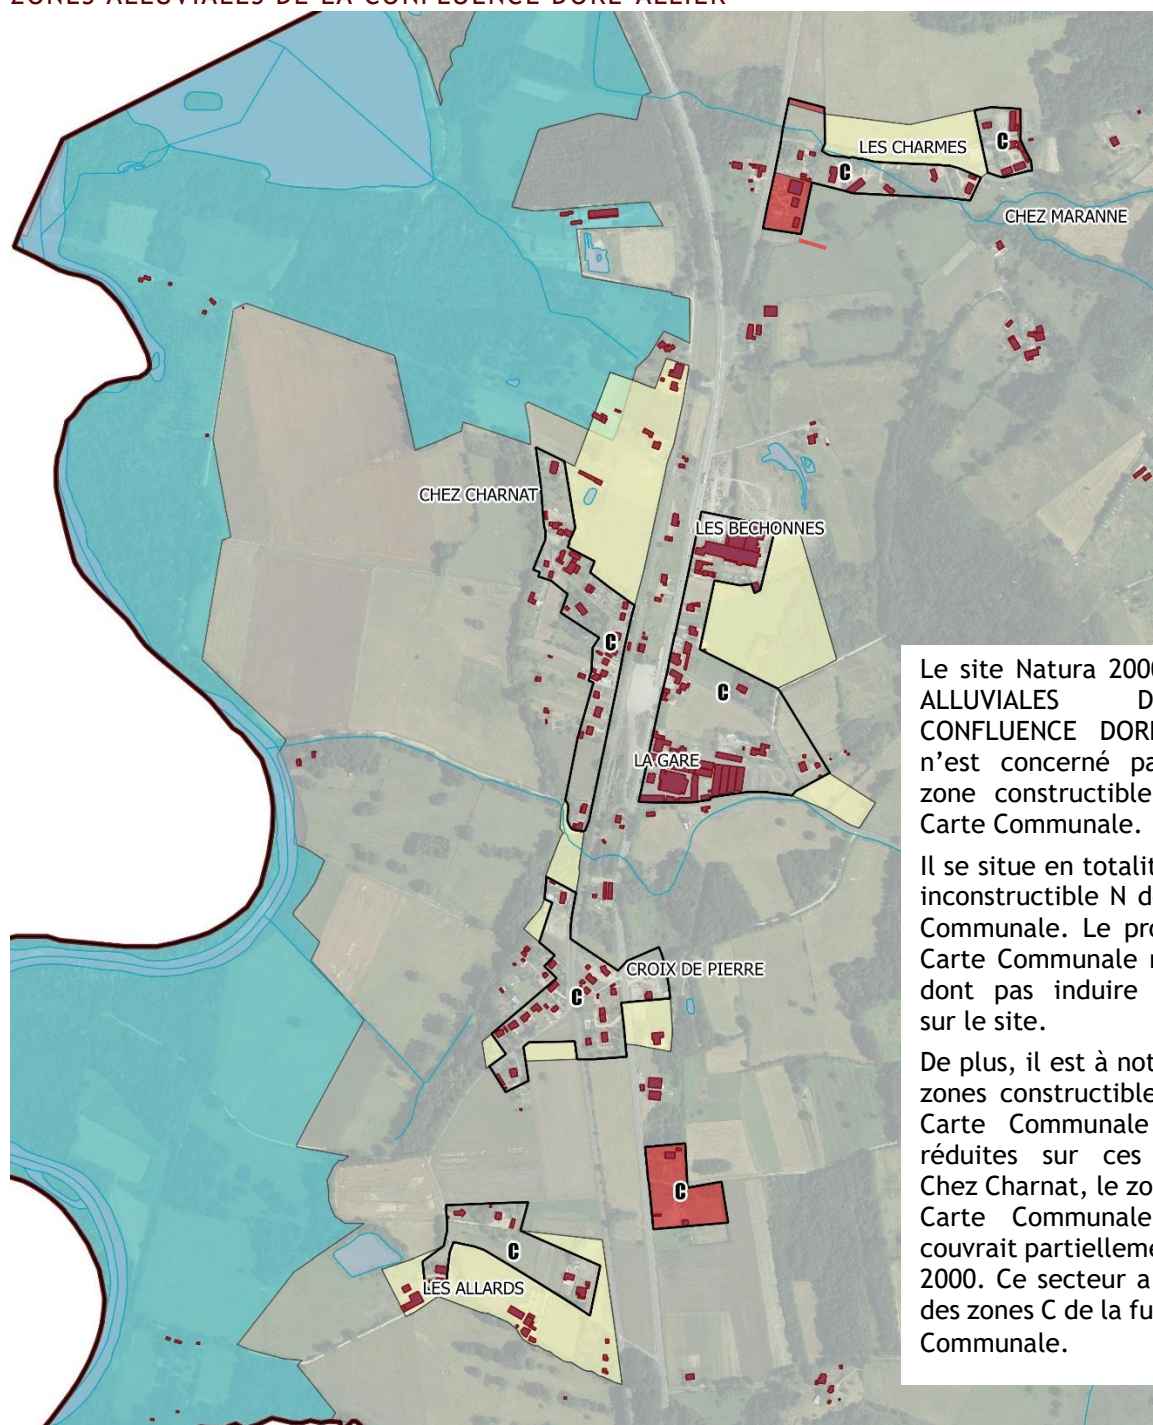 ZONES ALLUVIALES DE LA CONFLUENCE DORE ALLIER
LES CHARMES
C
C
CHEZ MARANNE
CHEZ CHARNAT
LES BECHONNES
C
C
LA GARE
CROIX DE PIERRE
C
C
C
LES ALLARDS
Le site Natura 2000
ALLUVIALES D
CONFLUENCE DOR
n’est concerné pa
zone constructible
Carte Communale.
Il se situe en totalit
inconstructible N d
Communale. Le pro
Carte Communale
dont pas induire
sur le site.
De plus, il est à not
zones constructible
Carte Communale
réduites sur ces
Chez Charnat, le zo
Carte Communale
couvrait partielleme
2000. Ce secteur a
des zones C de la fu
Communale.